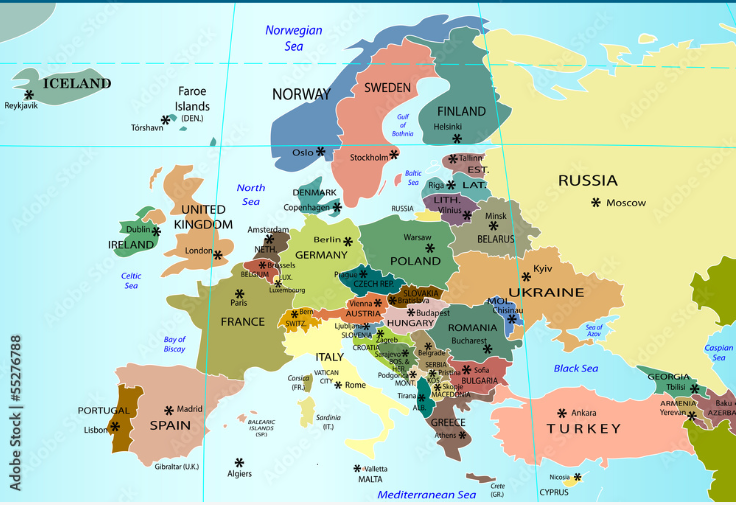 Norwegian
Sea
ICELAND
Reykjavik
Faroe
Islands
(DEN.)
Tórshavn
NORWAY
SWEDEN
FINLAND
Helsinki
Gulf
of
Bothnia
Oslo
Stockholm
Tallinn
EST.
RUSSIA
Moscow
Baltic
Sea
Riga
LAT.
North
Sea
DENMARK
Copenhagen
LITH.
Vilnius
RUSSIA
Minsk
BELARUS
UNITED
KINGDOM
Dublin
IRELAND
London
Amsterdam
NETH.
Berlin
GERMANY
Warsaw
POLAND
Celtic
Sea
Brussels
BELGIUM
LUX.
Luxembourg
Prague
CZECH REP.
Kyiv
UKRAINE
Paris
FRANCE
SLOVAKIA
Bratislava
Vienna
AUSTRIA
Bern
SWITZ.
Budapest
HUNGARY
MOL.
Chisinau
Ljubljana
SLOVENIA
Zagreb
CROATIA
ROMANIA
Bucharest
Sea of
Azov
Bay of
Biscay
ITALY
Sarajevo
BOS. &
HER.
Belgrade
SERBIA
Black Sea
Caspian
Sea
Corsica
(FR.)
VATICAN
CITY
Rome
Podgorica
MONT.
Pristina
KOS.
Sofia
BULGARIA
Skopje
MACEDONIA
Tirana
ALB.
GEORGIA
Tbilisi
ARMENIA
Yerevan
Baku
AZERBA
PORTUGAL
Lisbon
Madrid
SPAIN
BALEARIC
ISLANDS
(SP.)
Sardinia
(IT.)
GREECE
Athens
Ankara
TURKEY
Gibraltar (U.K.)
Algiers
Valletta
MALTA
Crete
(GR.)
Nicosia
CYPRUS
Mediterranean Sea
Adobe Stock | #55276788